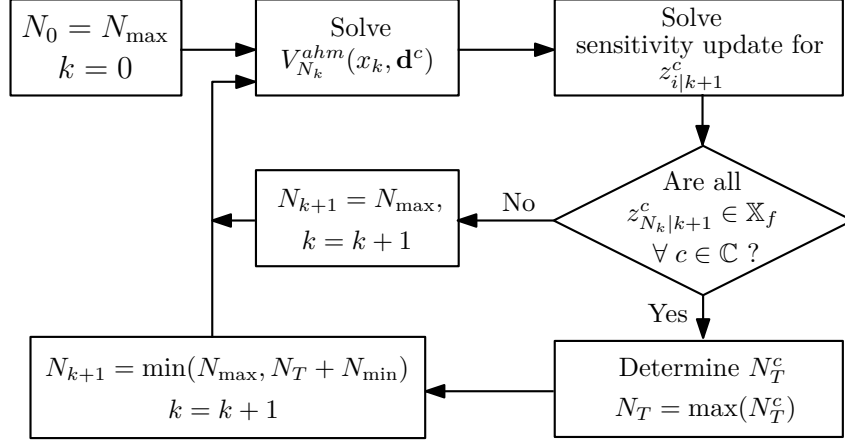 N₀ = N_max
k = 0
Solve
V^{ahm}_{N_k}(x_k, **d**^c)
Solve
sensitivity update for
z^c_{i|k+1}
N_{k+1} = N_max,
k = k + 1
No
Are all
z^c_{N_k|k+1} ∈ 𝕏_f
∀ c ∈ ℂ ?
Yes
N_{k+1} = min(N_max, N_T + N_min)
k = k + 1
Determine N^c_T
N_T = max(N^c_T)